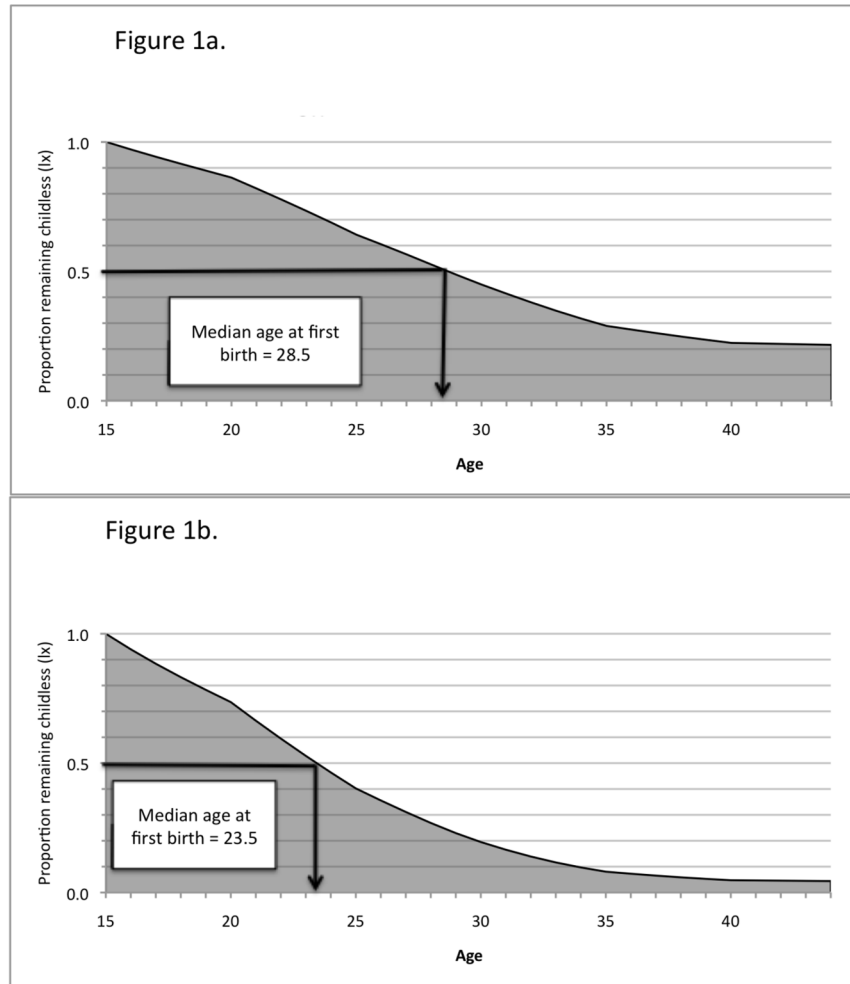 Figure 1a.
Proportion remaining childless (lx)
1.0
0.5
0.0
Median age at first
birth = 28.5
15 20 25 30 35 40
Age
Figure 1b.
Proportion remaining childless (lx)
1.0
0.5
0.0
Median age at
first birth = 23.5
15 20 25 30 35 40
Age